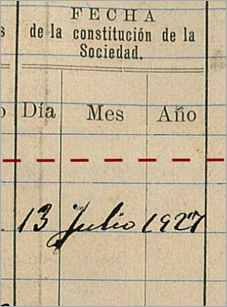 FECHA
de la constitución de la
Sociedad.
Día Mes Año
13 Julio 1927